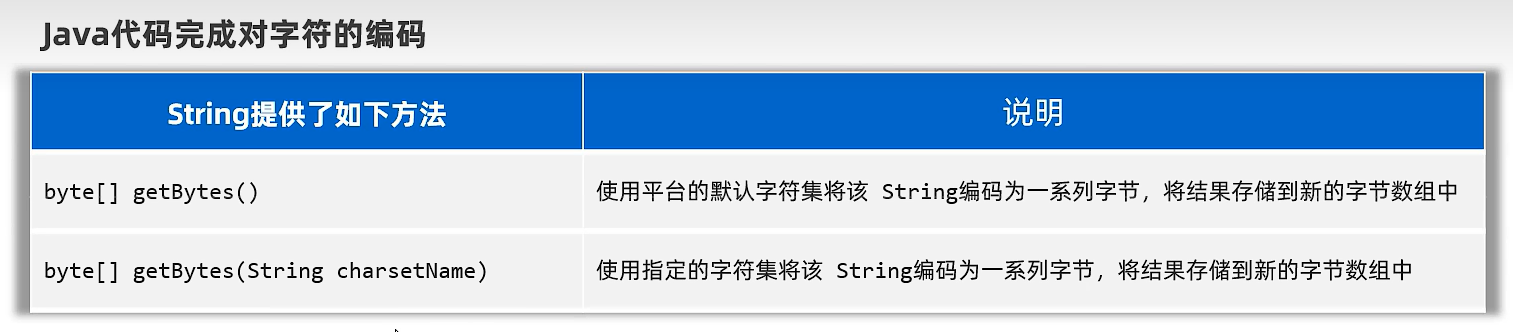 Java代码完成对字符的编码
String提供了如下方法
说明
byte[] getBytes()
使用平台的默认字符集将该 String编码为一系列字节，将结果存储到新的字节数组中
byte[] getBytes(String charsetName)
使用指定的字符集将该 String编码为一系列字节，将结果存储到新的字节数组中